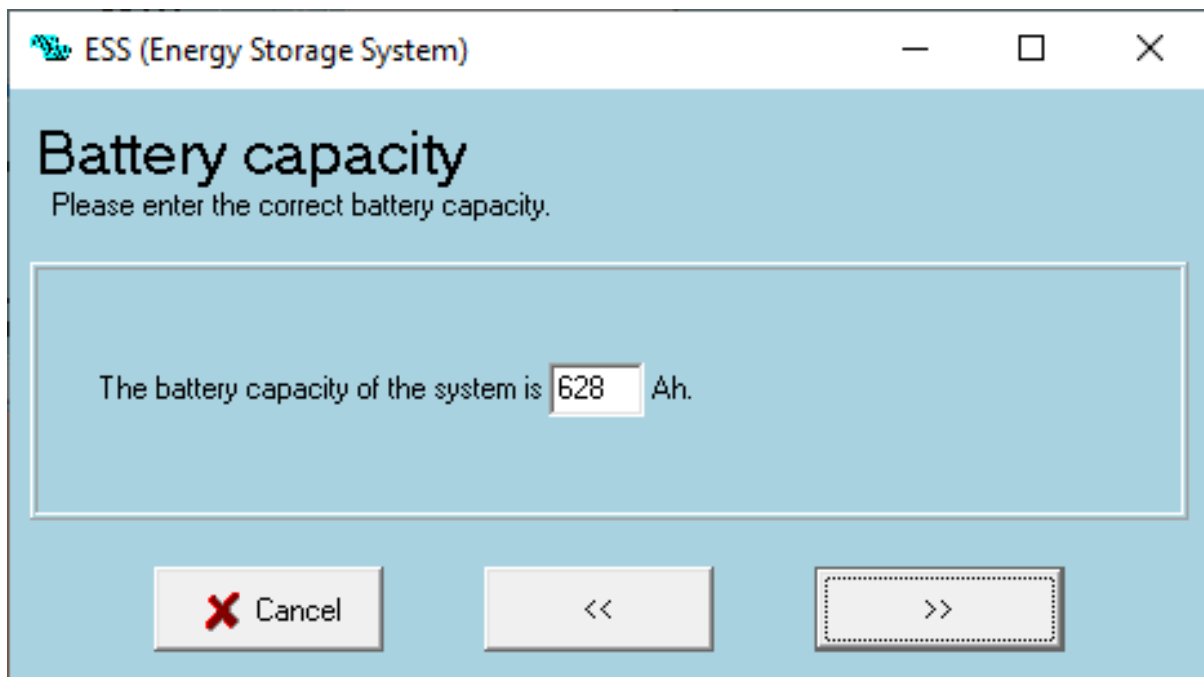 ESS (Energy Storage System)
Battery capacity
Please enter the correct battery capacity.
The battery capacity of the system is 628 Ah.
Cancel << >>